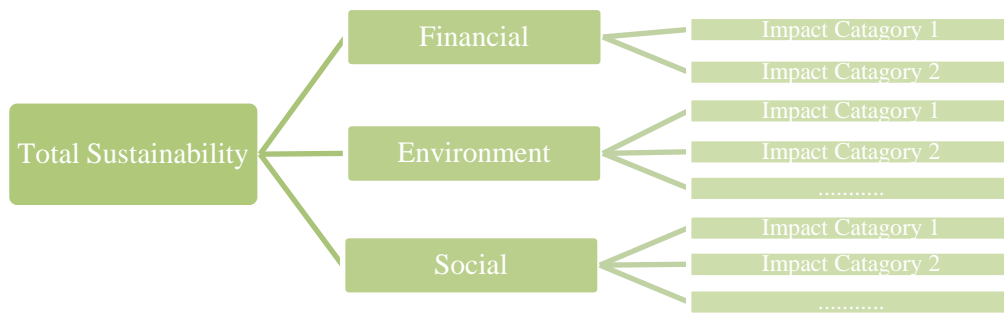 Total Sustainability
Financial
Impact Catagory 1
Impact Catagory 2
Environment
Impact Catagory 1
Impact Catagory 2
...........
Social
Impact Catagory 1
Impact Catagory 2
...........